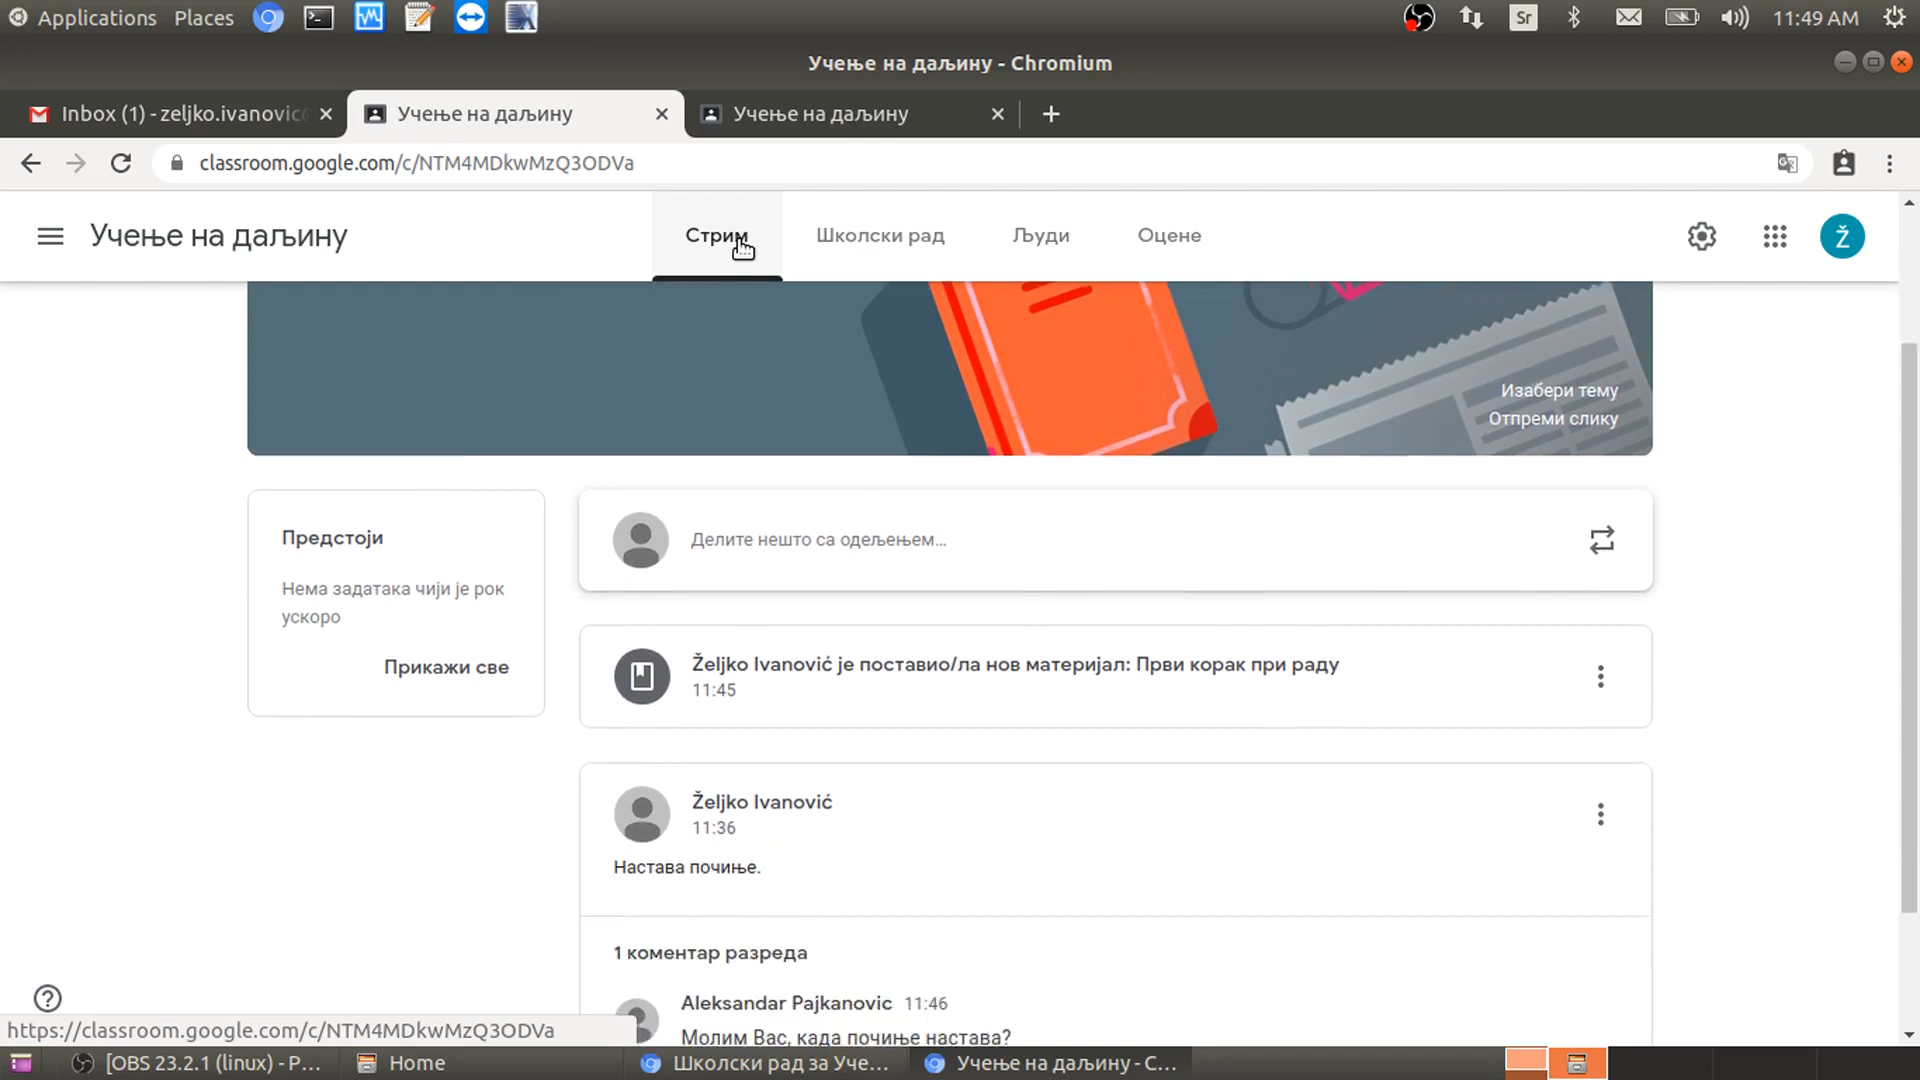 Applications Places Sr 11:49 AM
Учење на даљину - Chromium
Inbox (1) - zeljko.ivanovic
Учење на даљину
Учење на даљину
classroom.google.com/c/NTM4MDkwMzQ3ODVa
Учење на даљину
Стрим Школски рад Људи Оцене
Ž
Изабери тему
Отпреми слику
Предстоји
Нема задатака чији је рок
ускоро
Прикажи све
Делите нешто са одељењем...
Željko Ivanović је поставио/ла нов материјал: Први корак при раду
11:45
Željko Ivanović
11:36
Настава почиње.
1 коментар разреда
Aleksandar Pajkanovic 11:46
Молим Вас, када почиње настава?
https://classroom.google.com/c/NTM4MDkwMzQ3ODVa
[OBS 23.2.1 (linux) - P... Home Школски рад за Уче... Учење на даљину - C...